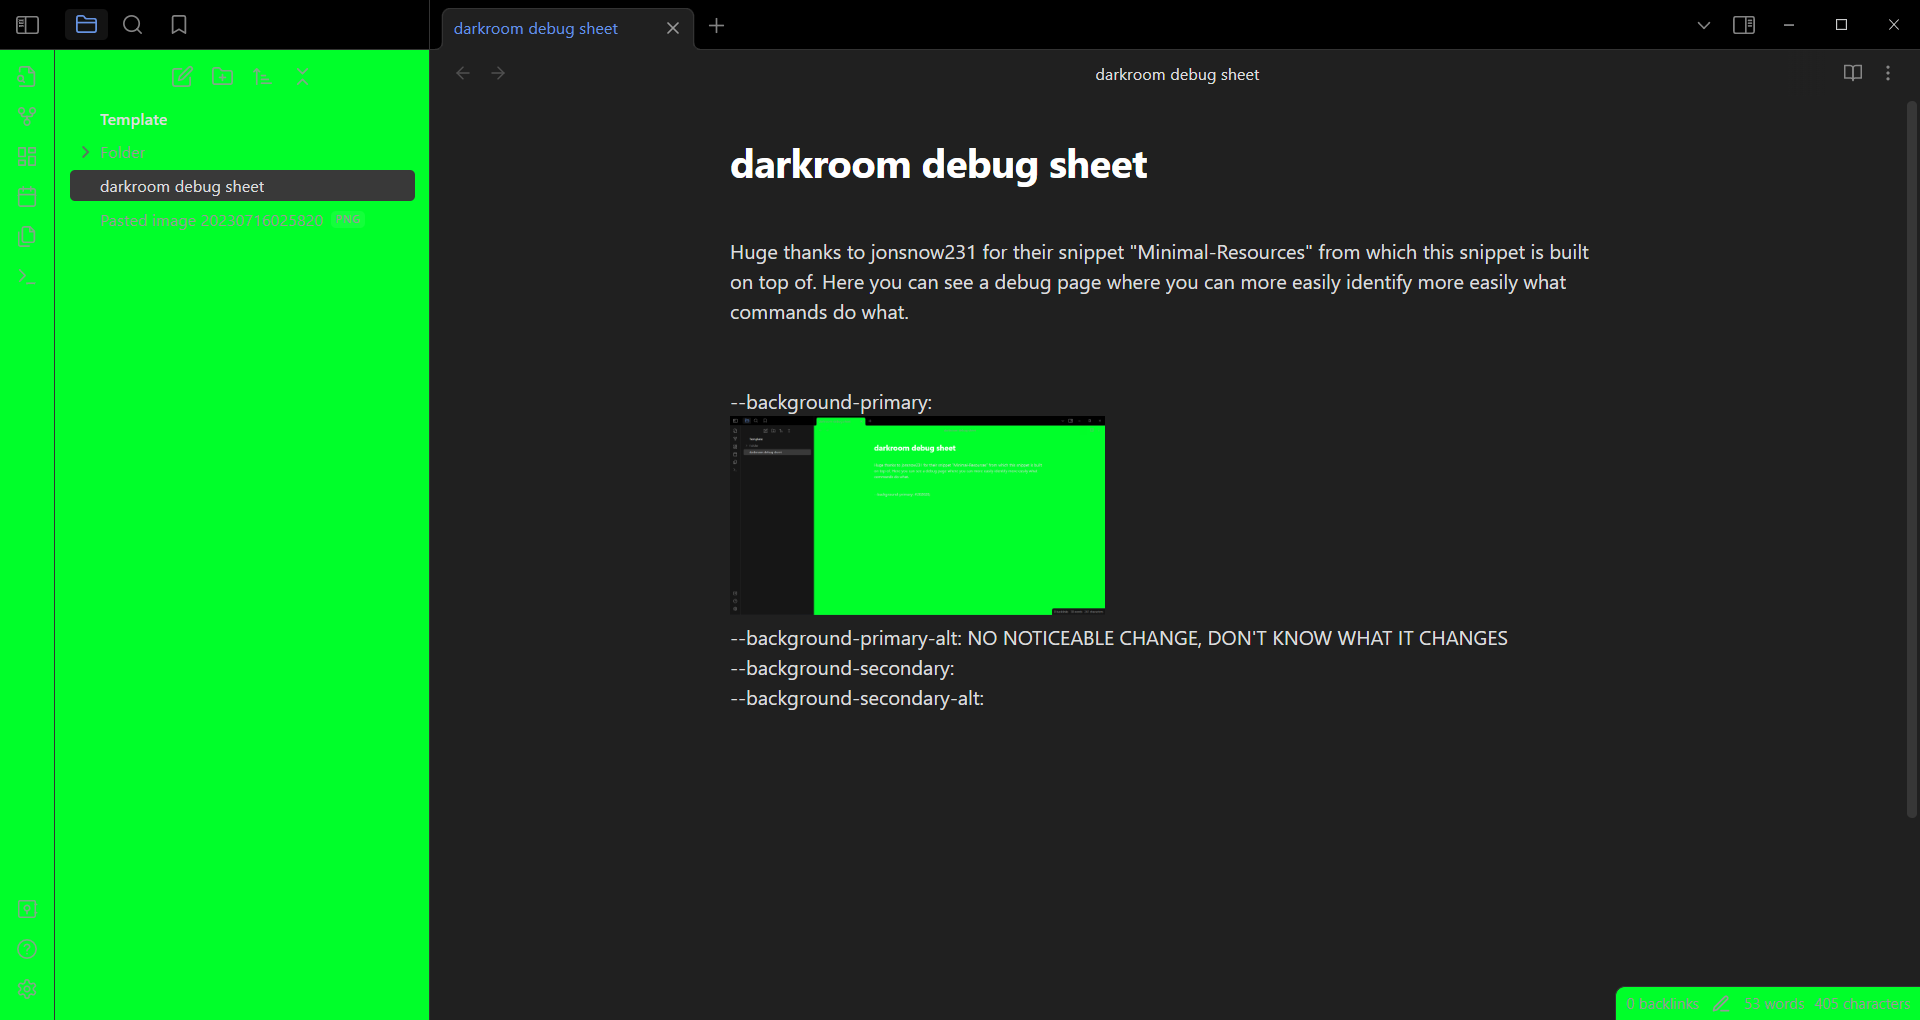 darkroom debug sheet
darkroom debug sheet
Template
Folder
darkroom debug sheet
Pasted image 20230716025820 PNG
darkroom debug sheet
Huge thanks to jonsnow231 for their snippet "Minimal-Resources" from which this snippet is built
on top of. Here you can see a debug page where you can more easily identify more easily what
commands do what.
--background-primary:
darkroom debug sheet
--background-primary-alt: NO NOTICEABLE CHANGE, DON'T KNOW WHAT IT CHANGES
--background-secondary:
--background-secondary-alt:
0 backlinks 53 words 405 characters